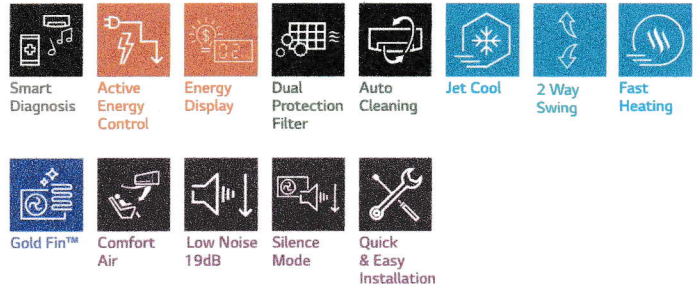 Smart
Diagnosis
Active
Energy
Control
Energy
Display
Dual
Protection
Filter
Auto
Cleaning
Jet Cool
2 Way
Swing
Fast
Heating
Gold Fin™
Comfort
Air
Low Noise
19dB
Silence
Mode
Quick
& Easy
Installation